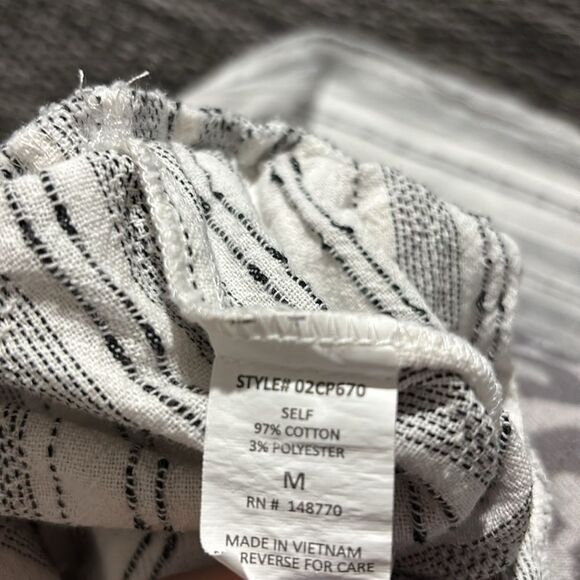 STYLE# 02CP670
SELF
97% COTTON
3% POLYESTER
M
RN # 148770
MADE IN VIETNAM
REVERSE FOR CARE